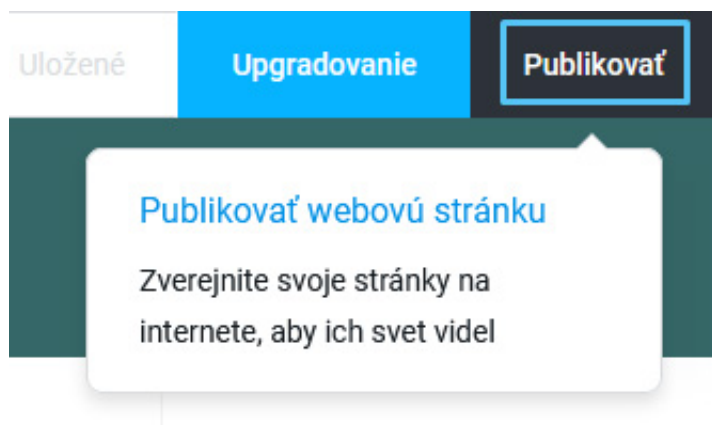 Uložené
Upgradovanie
Publikovať
Publikovať webovú stránku
Zverejnite svoje stránky na
internete, aby ich svet videl